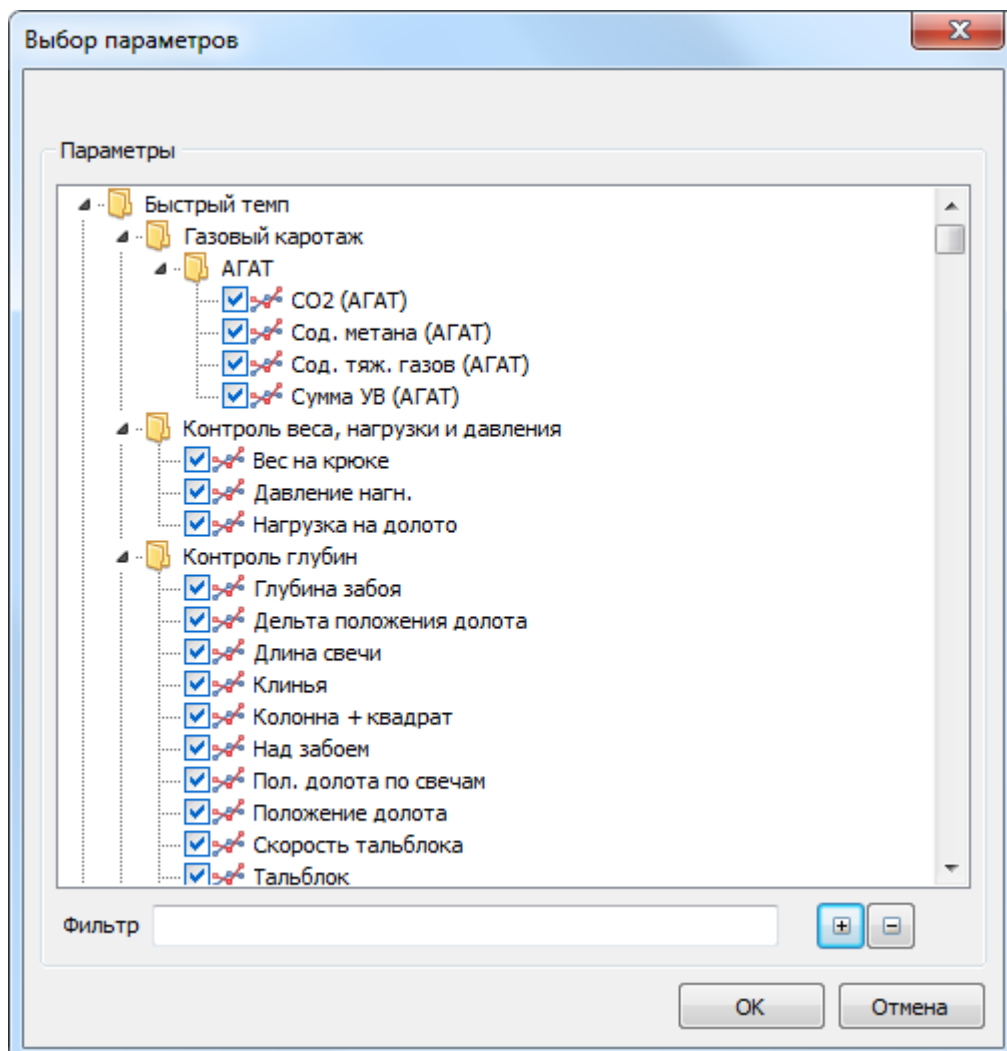 Выбор параметров
Параметры
Быстрый темп
Газовый каротаж
АГАТ
CO2 (АГАТ)
Сод. метана (АГАТ)
Сод. тяж. газов (АГАТ)
Сумма УВ (АГАТ)
Контроль веса, нагрузки и давления
Вес на крюке
Давление нагн.
Нагрузка на долото
Контроль глубин
Глубина забоя
Дельта положения долота
Длина свечи
Клинья
Колонна + квадрат
Над забоем
Пол. долота по свечам
Положение долота
Скорость тальблока
Тальблок
Фильтр
ОК
Отмена